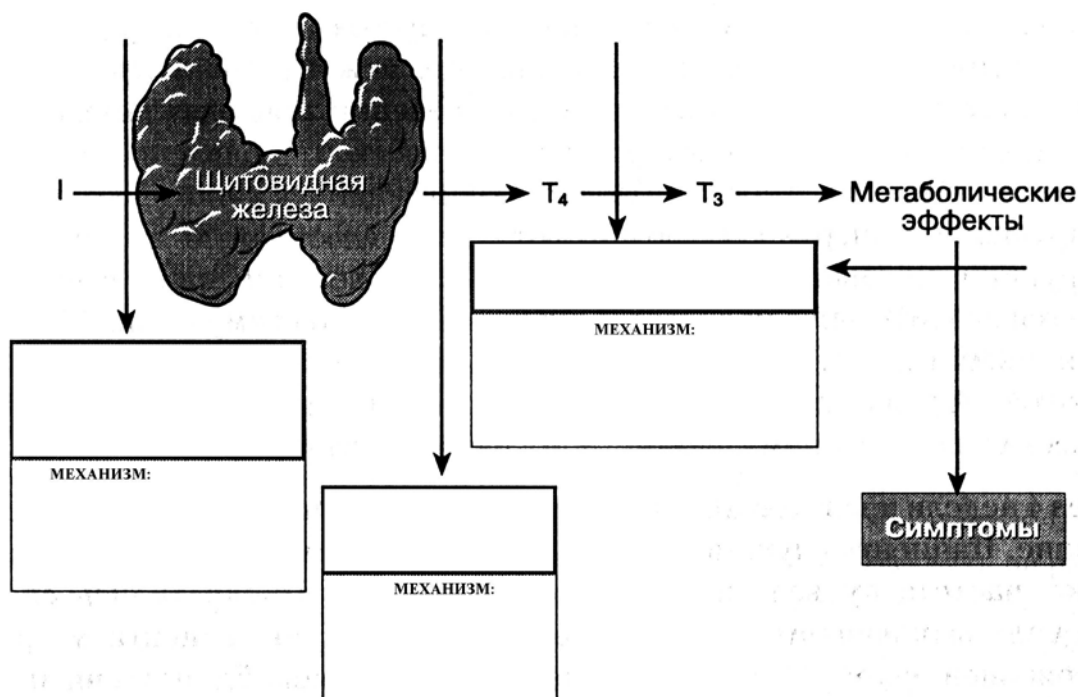 I
Щитовидная
железа
T₄
T₃
Метаболические
эффекты
МЕХАНИЗМ:
МЕХАНИЗМ:
МЕХАНИЗМ:
Симптомы